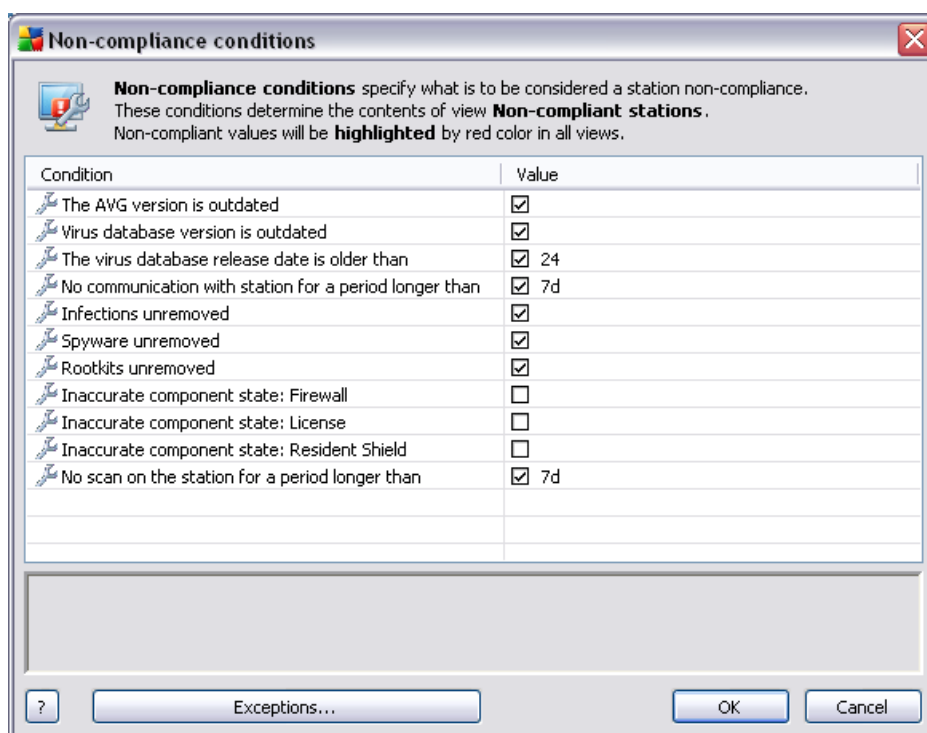 Non-compliance conditions
Non-compliance conditions specify what is to be considered a station non-compliance.
These conditions determine the contents of view Non-compliant stations.
Non-compliant values will be highlighted by red color in all views.
Condition Value
The AVG version is outdated
Virus database version is outdated
The virus database release date is older than 24
No communication with station for a period longer than 7d
Infections unremoved
Spyware unremoved
Rootkits unremoved
Inaccurate component state: Firewall
Inaccurate component state: License
Inaccurate component state: Resident Shield
No scan on the station for a period longer than 7d
? Exceptions... OK Cancel